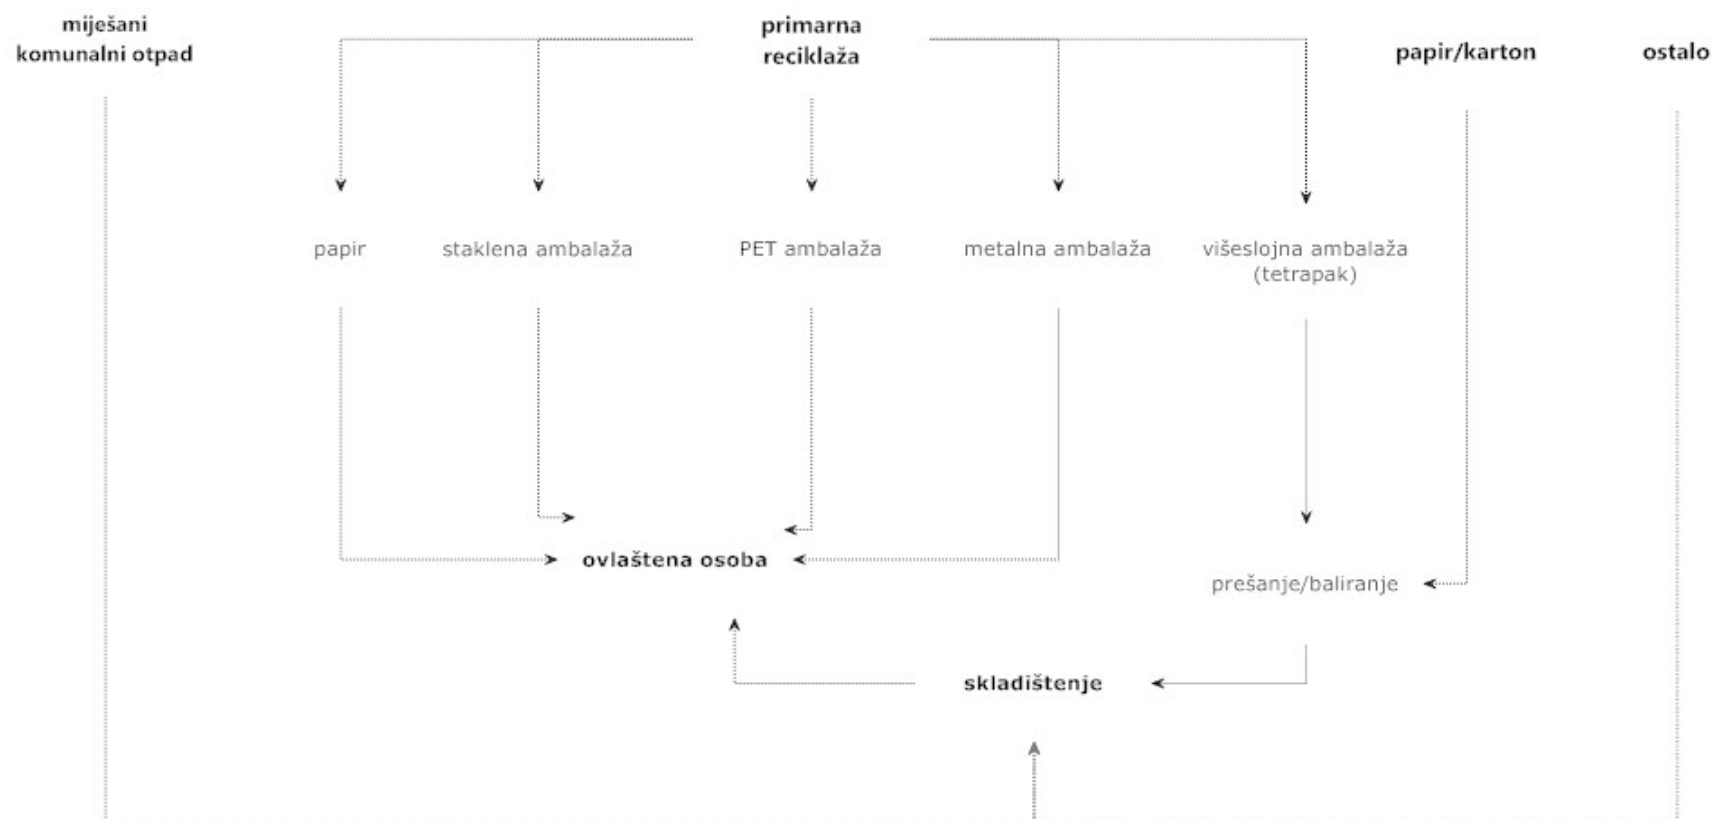 miješani
komunalni otpad
primarna
reciklaža
papir/karton
ostalo
papir
staklena ambalaža
PET ambalaža
metalna ambalaža
višeslojna ambalaža
(tetrapak)
ovlaštena osoba
prešanje/baliranje
skladištenje